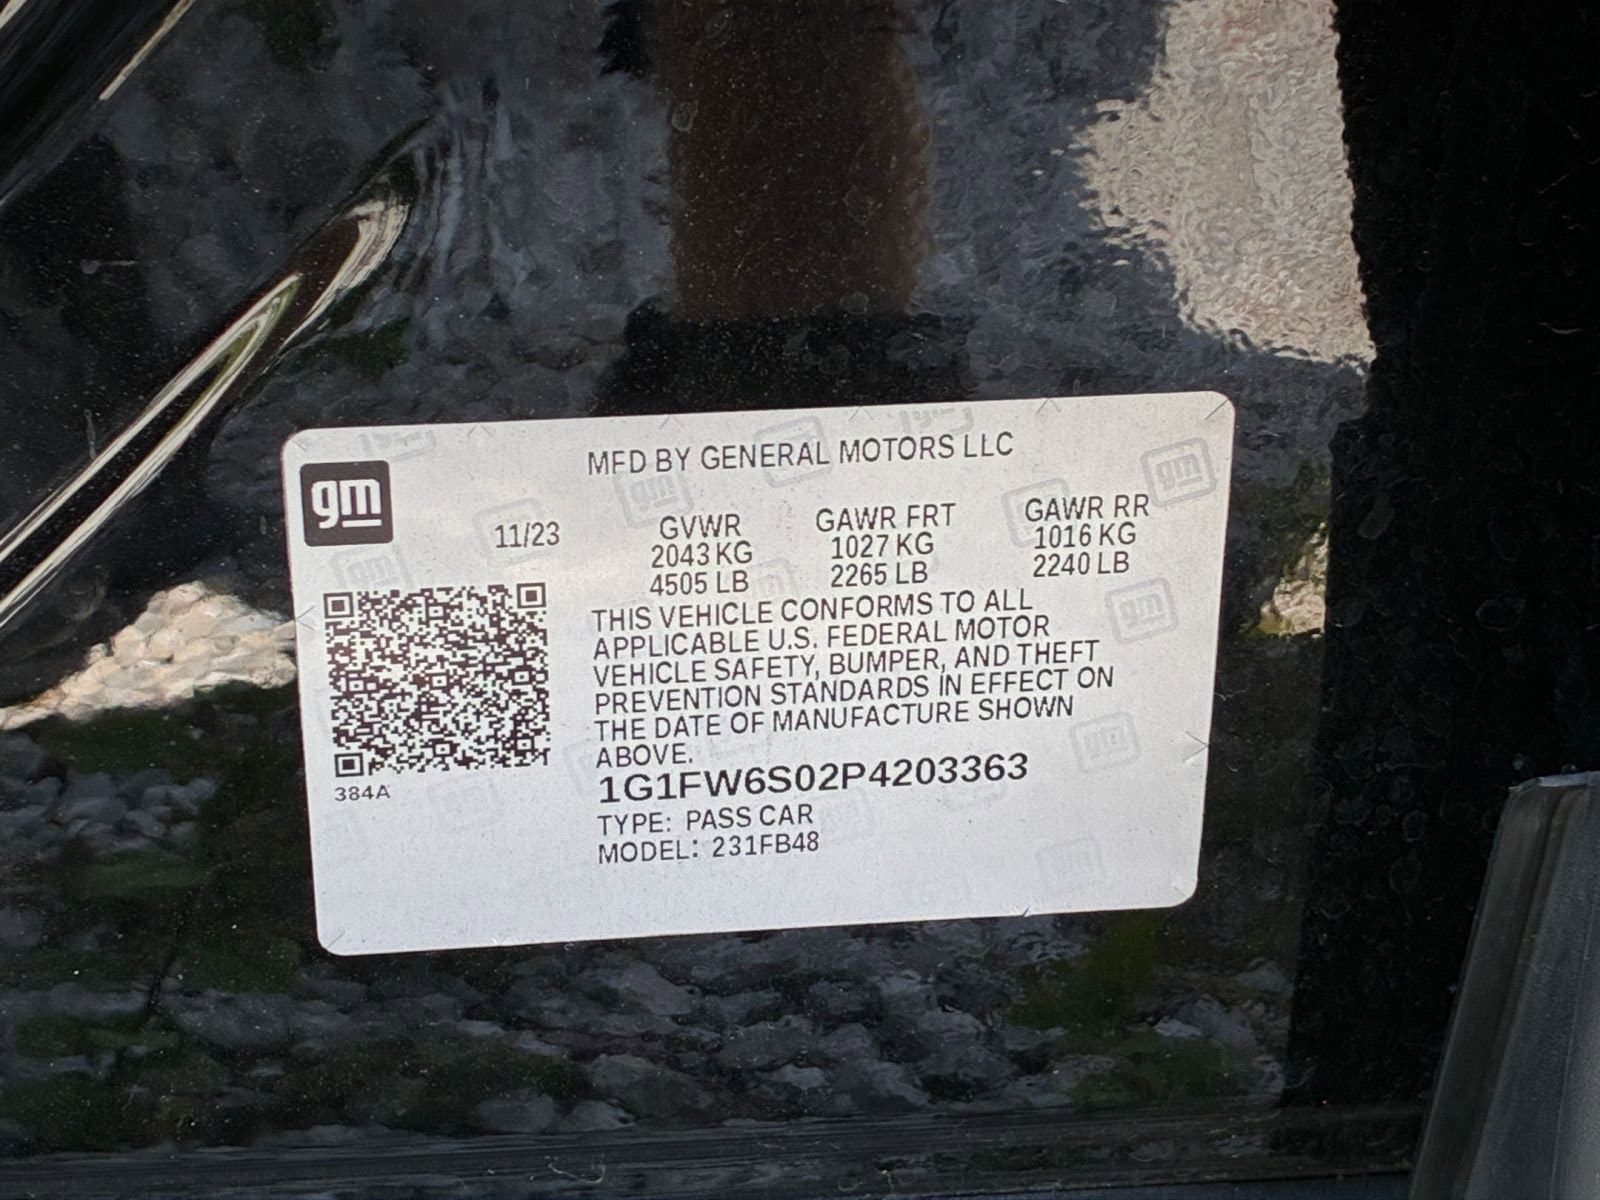 MFD BY GENERAL MOTORS LLC
gm
11/23
GVWR GAWR FRT GAWR RR
2043 KG 1027 KG 1016 KG
4505 LB 2265 LB 2240 LB
THIS VEHICLE CONFORMS TO ALL
APPLICABLE U.S. FEDERAL MOTOR
VEHICLE SAFETY, BUMPER, AND THEFT
PREVENTION STANDARDS IN EFFECT ON
THE DATE OF MANUFACTURE SHOWN
ABOVE.
384A
1G1FW6S02P4203363
TYPE: PASS CAR
MODEL: 231FB48